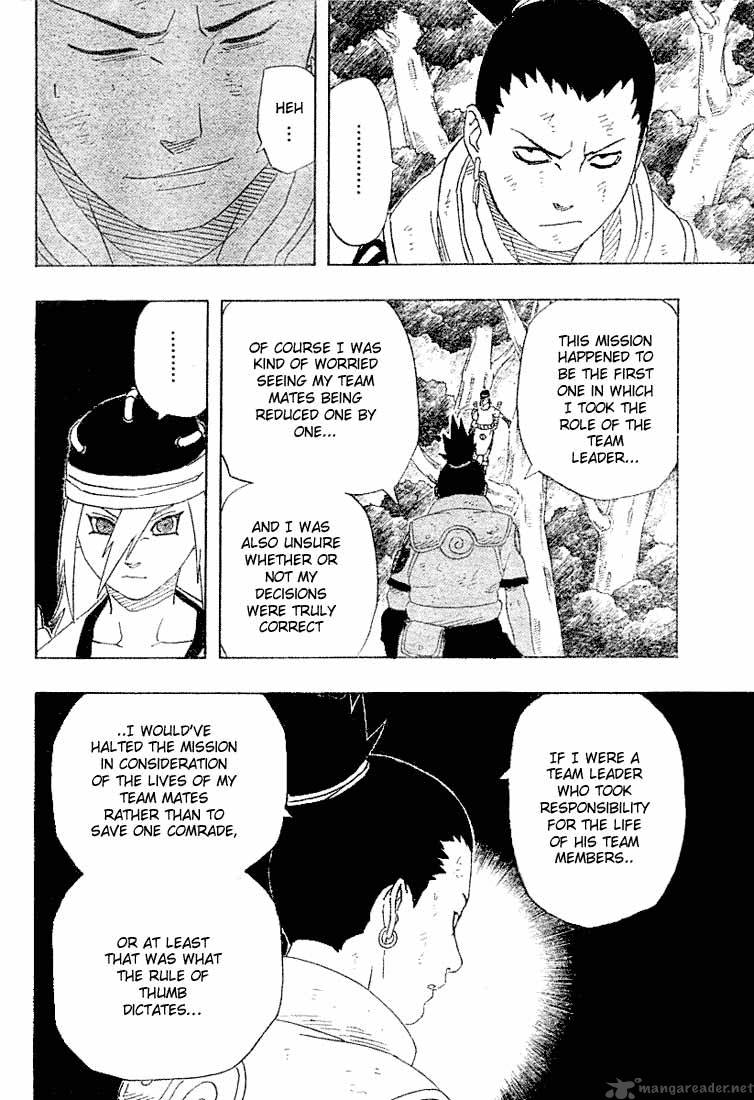 ............
HEH
...
THIS MISSION
HAPPENED TO
BE THE FIRST
ONE IN WHICH
I TOOK THE
ROLE OF THE
TEAM
LEADER...
OF COURSE I WAS
KIND OF WORRIED
SEEING MY TEAM
MATES BEING
REDUCED ONE BY
ONE...
AND I WAS
ALSO UNSURE
WHETHER OR
NOT MY
DECISIONS
WERE TRULY
CORRECT
.........
IF I WERE A
TEAM LEADER
WHO TOOK
RESPONSIBILITY
FOR THE LIFE
OF HIS TEAM
MEMBERS..
..I WOULD'VE
HALTED THE MISSION
IN CONSIDERATION
OF THE LIVES OF MY
TEAM MATES
RATHER THAN TO
SAVE ONE COMRADE,
OR AT LEAST
THAT WAS WHAT
THE RULE OF
THUMB
DICTATES...
mangareader.net